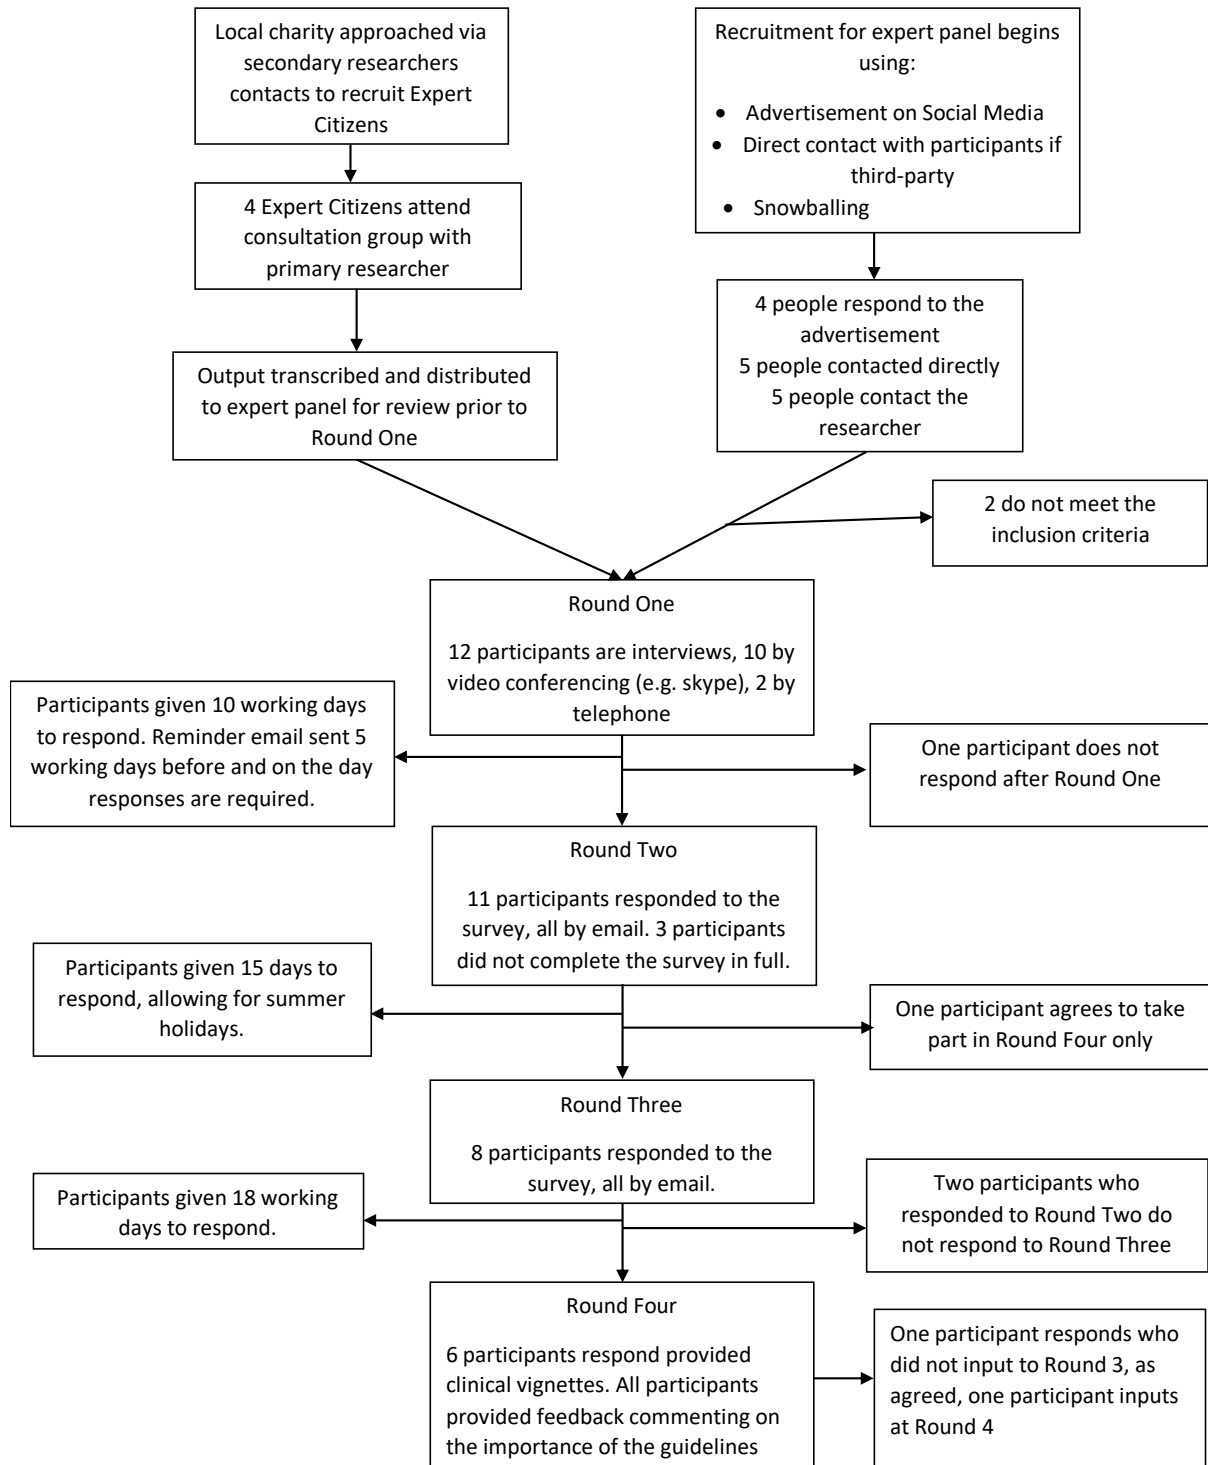 Local charity approached via
secondary researchers
contacts to recruit Expert
Citizens
Recruitment for expert panel begins
using:
• Advertisement on Social Media
• Direct contact with participants if
third-party
• Snowballing
4 Expert Citizens attend
consultation group with
primary researcher
4 people respond to the
advertisement
5 people contacted directly
5 people contact the
researcher
Output transcribed and distributed
to expert panel for review prior to
Round One
2 do not meet the
inclusion criteria
Round One
12 participants are interviews, 10 by
video conferencing (e.g. skype), 2 by
telephone
Participants given 10 working days
to respond. Reminder email sent 5
working days before and on the day
responses are required.
One participant does not
respond after Round One
Round Two
11 participants responded to the
survey, all by email. 3 participants
did not complete the survey in full.
Participants given 15 days to
respond, allowing for summer
holidays.
One participant agrees to take
part in Round Four only
Round Three
8 participants responded to the
survey, all by email.
Participants given 18 working
days to respond.
Two participants who
responded to Round Two do
not respond to Round Three
Round Four
6 participants respond provided
clinical vignettes. All participants
provided feedback commenting on
the importance of the guidelines
One participant responds who
did not input to Round 3, as
agreed, one participant inputs
at Round 4